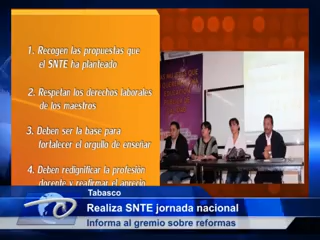 1. Recogen las propuestas que
el SNTE ha planteado
2. Respetan los derechos laborales
de los maestros
3. Deben ser la base para
fortalecer el orgullo de enseñar
4. Deben redignificar la profesión
docente y reafirmar el aprecio
Tabasco
Realiza SNTE jornada nacional
Informa al gremio sobre reformas